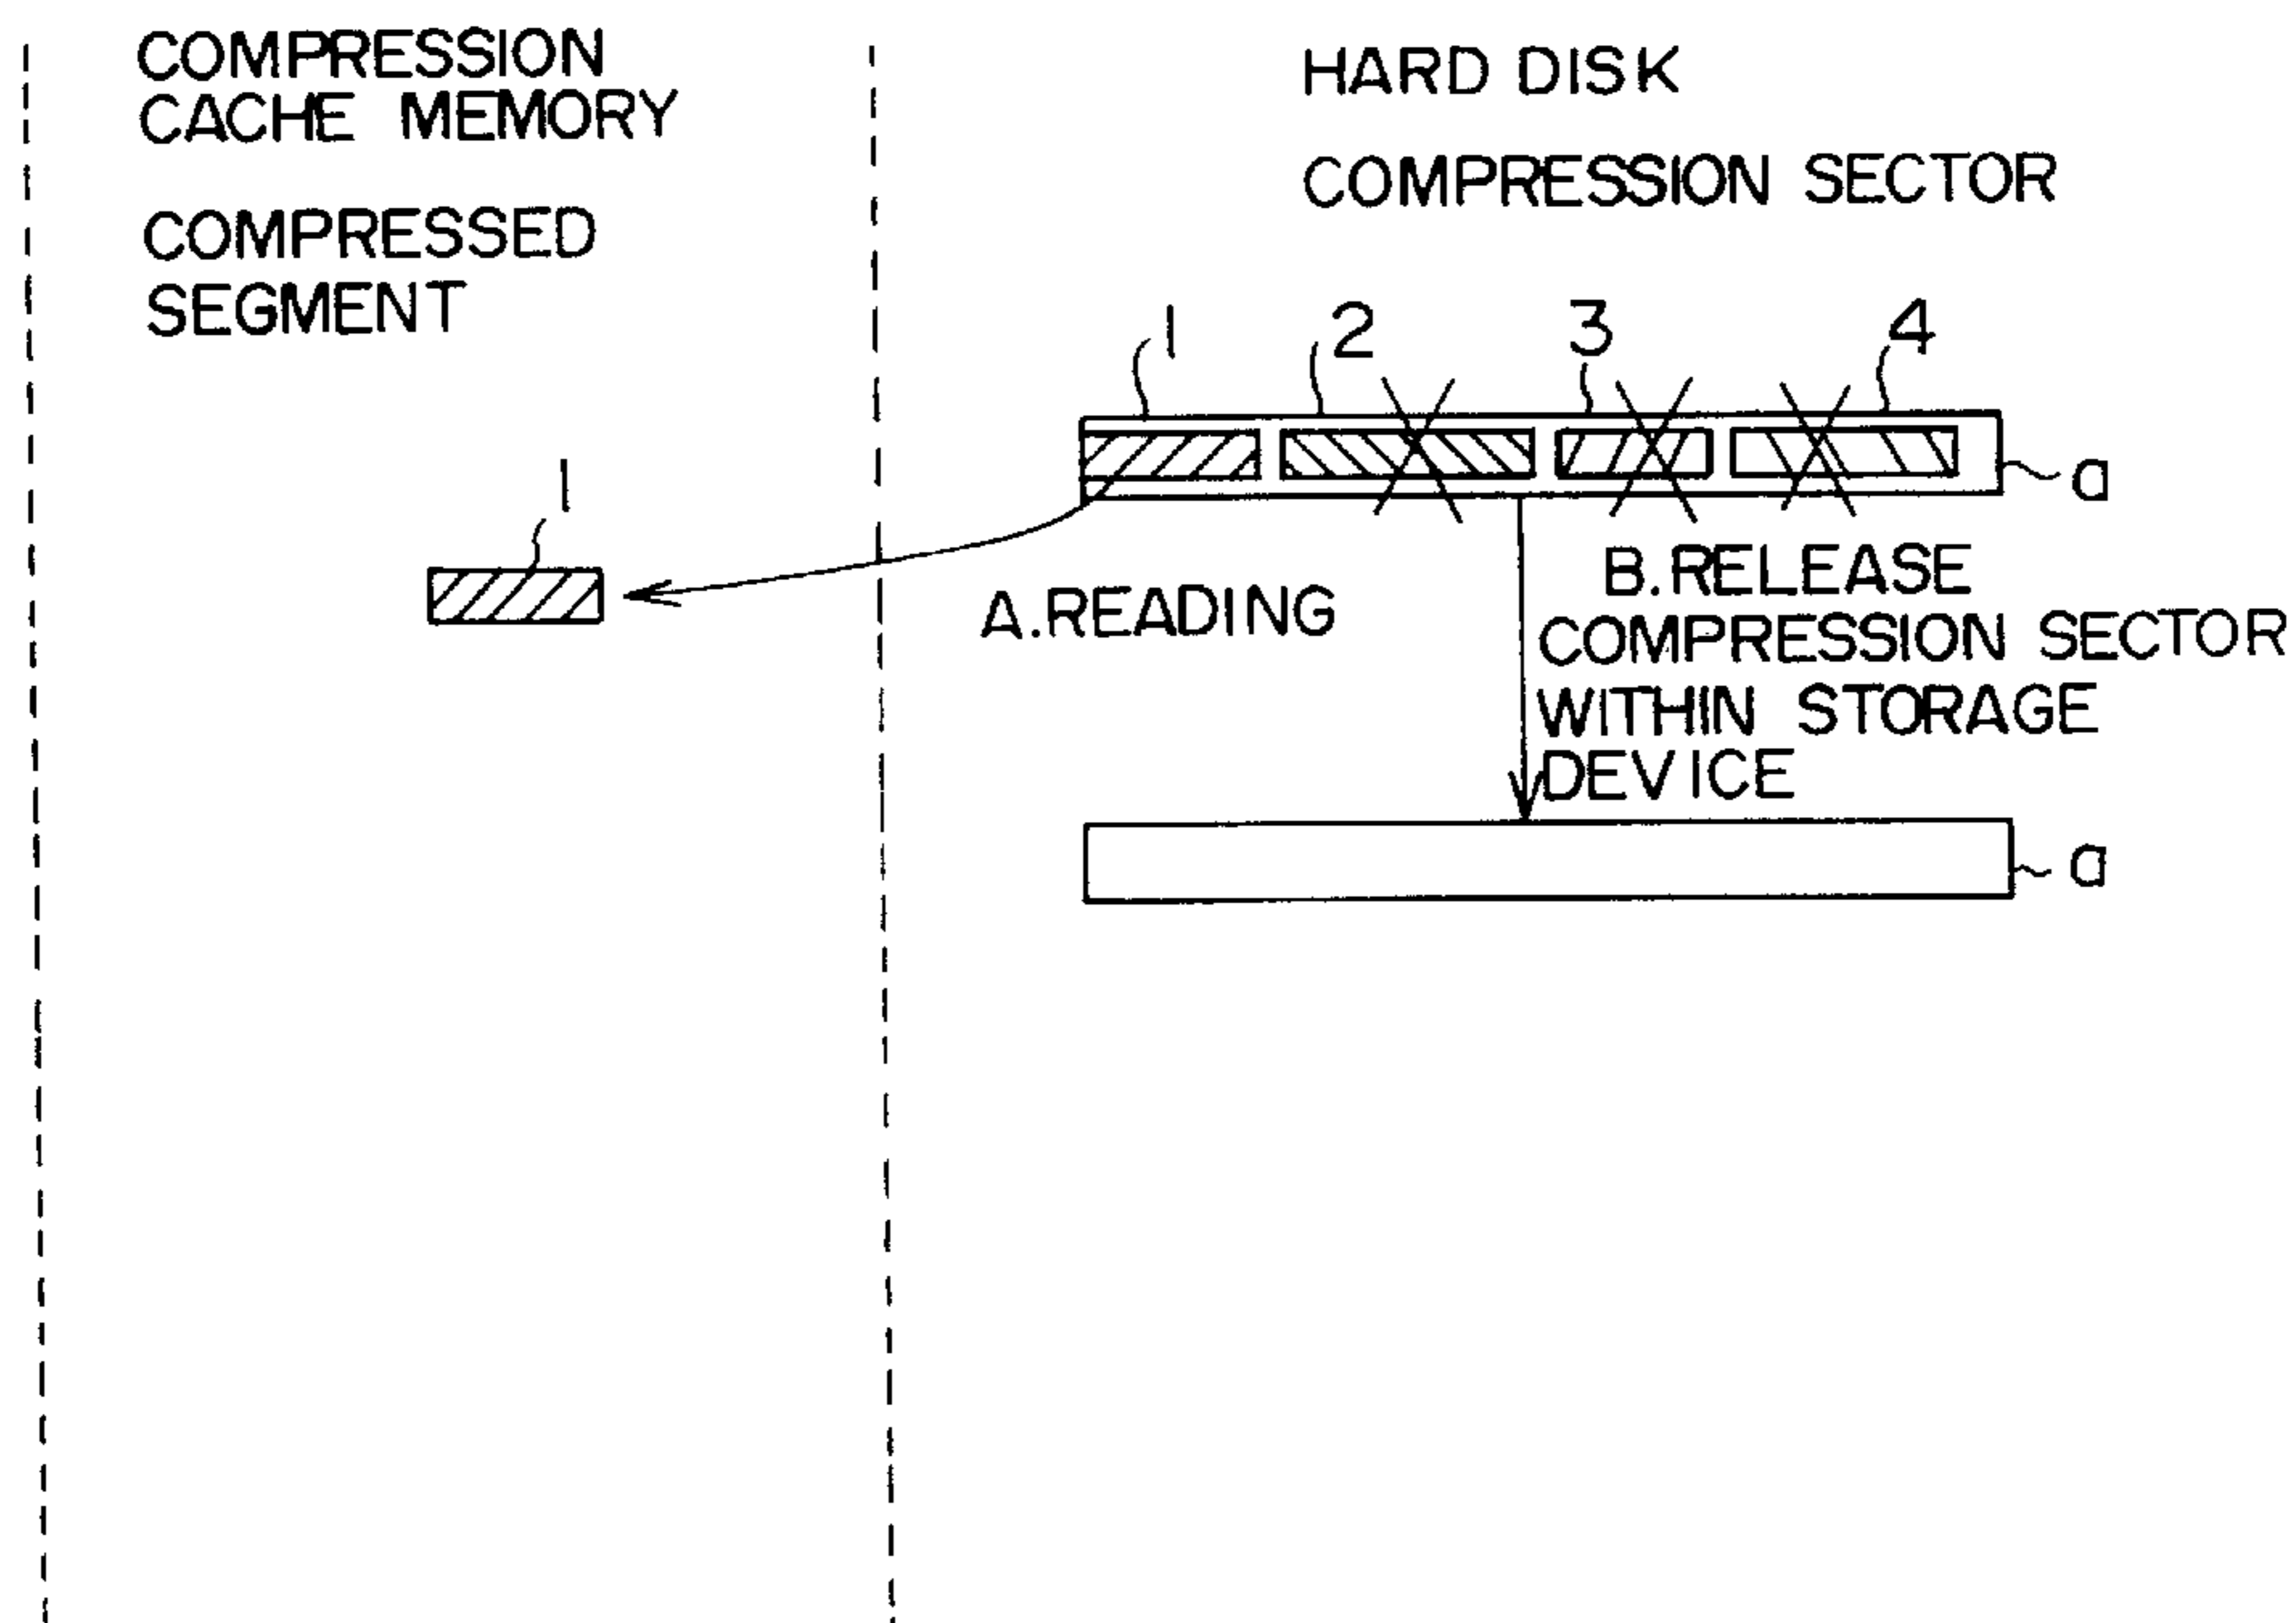 COMPRESSION
CACHE MEMORY
COMPRESSED
SEGMENT
HARD DISK
COMPRESSION SECTOR
1 2 3 4
a
1
A.READING
B.RELEASE
COMPRESSION SECTOR
WITHIN STORAGE
DEVICE
a